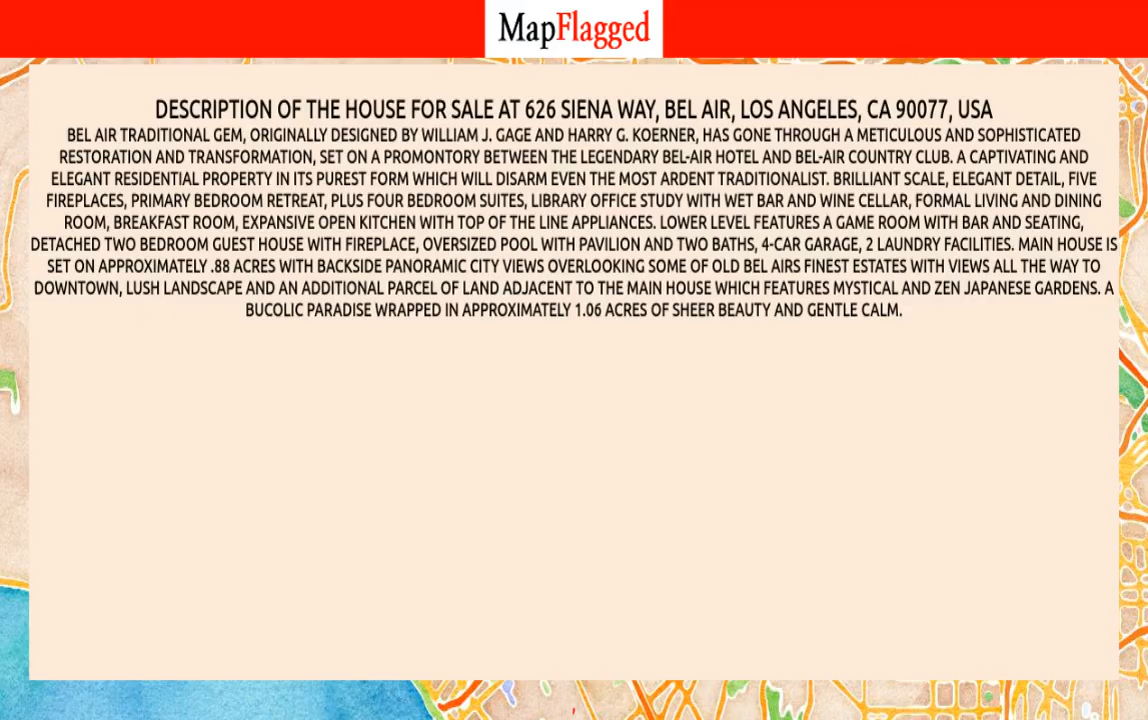 MapFlagged
DESCRIPTION OF THE HOUSE FOR SALE AT 626 SIENA WAY, BEL AIR, LOS ANGELES, CA 90077, USA
BEL AIR TRADITIONAL GEM, ORIGINALLY DESIGNED BY WILLIAM J. GAGE AND HARRY G. KOERNER, HAS GONE THROUGH A METICULOUS AND SOPHISTICATED
RESTORATION AND TRANSFORMATION, SET ON A PROMONTORY BETWEEN THE LEGENDARY BEL-AIR HOTEL AND BEL-AIR COUNTRY CLUB. A CAPTIVATING AND
ELEGANT RESIDENTIAL PROPERTY IN ITS PUREST FORM WHICH WILL DISARM EVEN THE MOST ARDENT TRADITIONALIST. BRILLIANT SCALE, ELEGANT DETAIL, FIVE
FIREPLACES, PRIMARY BEDROOM RETREAT, PLUS FOUR BEDROOM SUITES, LIBRARY OFFICE STUDY WITH WET BAR AND WINE CELLAR, FORMAL LIVING AND DINING
ROOM, BREAKFAST ROOM, EXPANSIVE OPEN KITCHEN WITH TOP OF THE LINE APPLIANCES. LOWER LEVEL FEATURES A GAME ROOM WITH BAR AND SEATING,
DETACHED TWO BEDROOM GUEST HOUSE WITH FIREPLACE, OVERSIZED POOL WITH PAVILION AND TWO BATHS, 4-CAR GARAGE, 2 LAUNDRY FACILITIES. MAIN HOUSE IS
SET ON APPROXIMATELY .88 ACRES WITH BACKSIDE PANORAMIC CITY VIEWS OVERLOOKING SOME OF OLD BEL AIRS FINEST ESTATES WITH VIEWS ALL THE WAY TO
DOWNTOWN, LUSH LANDSCAPE AND AN ADDITIONAL PARCEL OF LAND ADJACENT TO THE MAIN HOUSE WHICH FEATURES MYSTICAL AND ZEN JAPANESE GARDENS. A
BUCOLIC PARADISE WRAPPED IN APPROXIMATELY 1.06 ACRES OF SHEER BEAUTY AND GENTLE CALM.